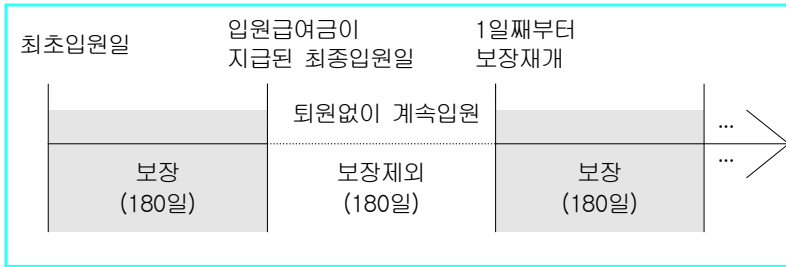 최초입원일
입원급여금이
지급된 최종입원일
1일째부터
보장재개
퇴원없이 계속입원
...
...
보장
(180일)
보장제외
(180일)
보장
(180일)